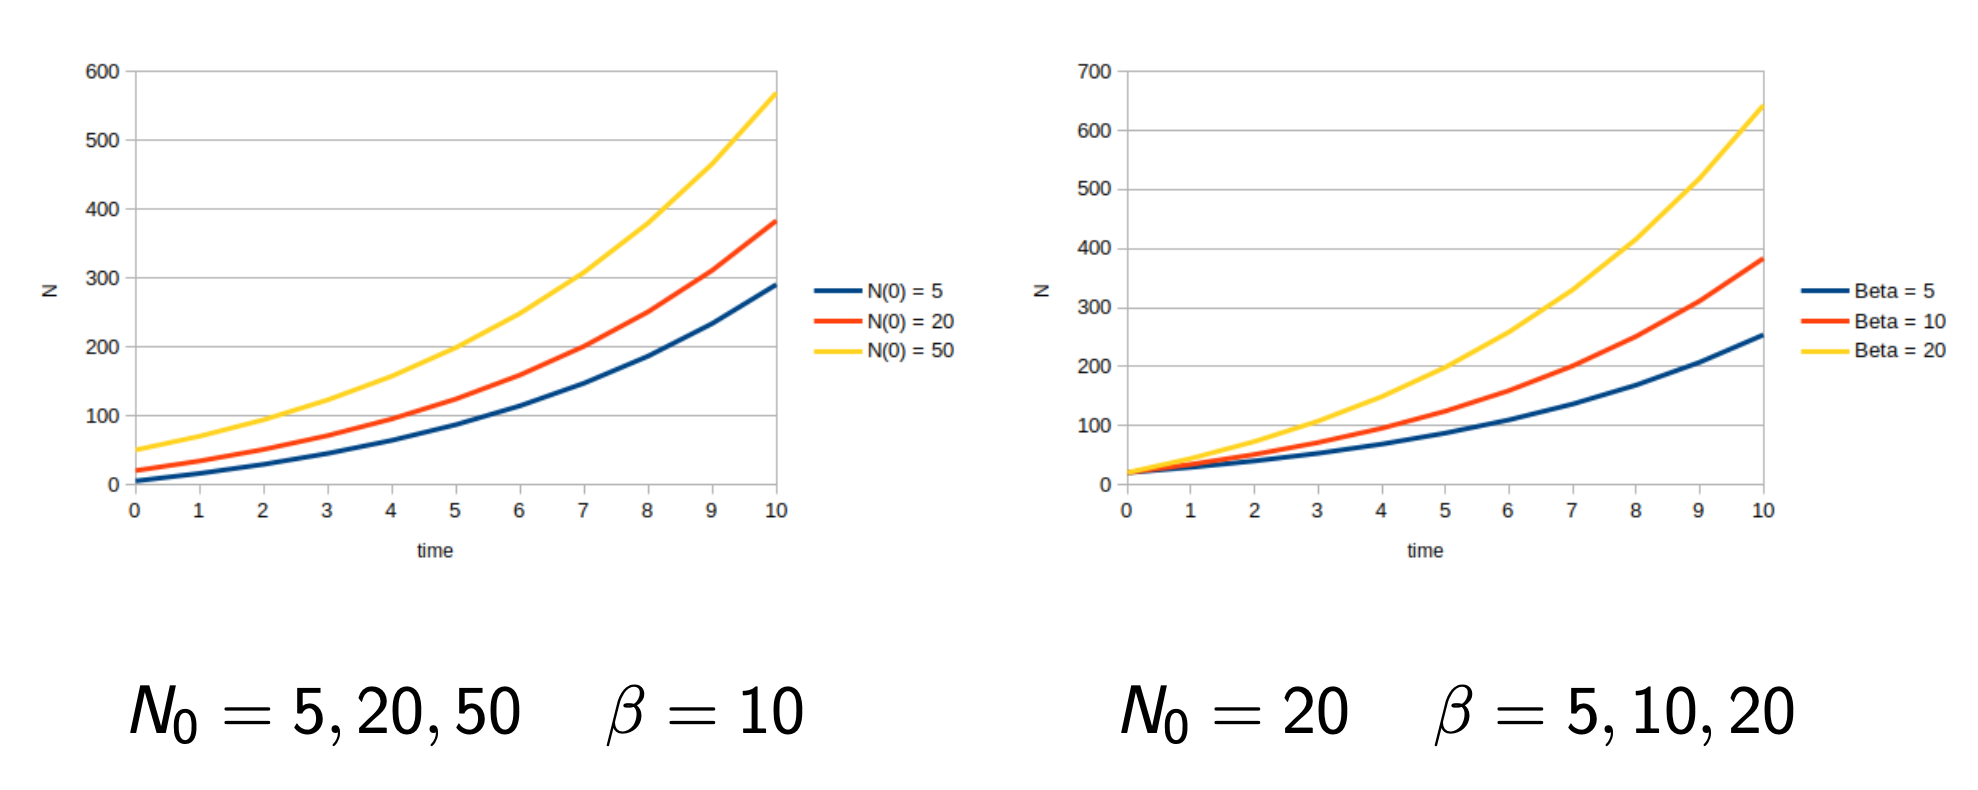 600
500
400
300
200
100
0
N
0 1 2 3 4 5 6 7 8 9 10
time
N(0) = 5
N(0) = 20
N(0) = 50
700
600
500
400
300
200
100
0
N
0 1 2 3 4 5 6 7 8 9 10
time
Beta = 5
Beta = 10
Beta = 20
N₀ = 5, 20, 50 β = 10
N₀ = 20 β = 5, 10, 20